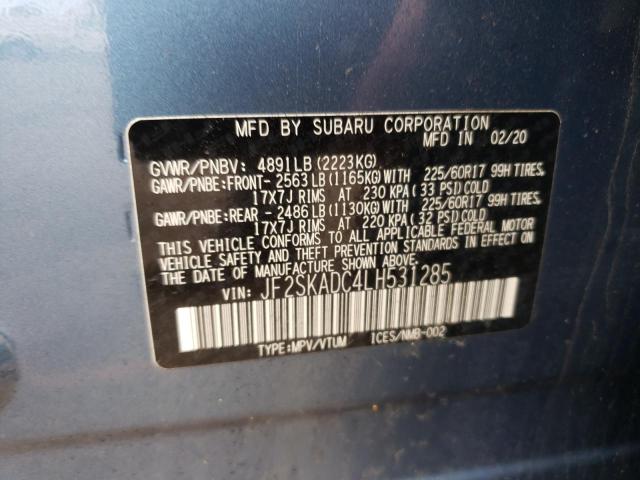 MFD BY SUBARU CORPORATION MFD IN 02/20
GVWR/PNBV: 4891LB (2223KG)
GAWR/PNBE:FRONT- 2563LB (1165KG)WITH 225/60R17 99H TIRES,
17x7J RIMS AT 230 KPA (33 PSI)COLD
GAWR/PNBE:REAR - 2486LB (1130KG)WITH 225/60R17 99H TIRES,
17x7J RIMS AT 220 KPA (32 PSI)COLD
THIS VEHICLE CONFORMS TO ALL APPLICABLE FEDERAL MOTOR
VEHICLE SAFETY AND THEFT PREVENTION STANDARDS IN EFFECT ON
THE DATE OF MANUFACTURE SHOWN ABOVE.
VIN: JF2SKADC4LH531285
TYPE:MPV/VTUM ICES/NMB-002